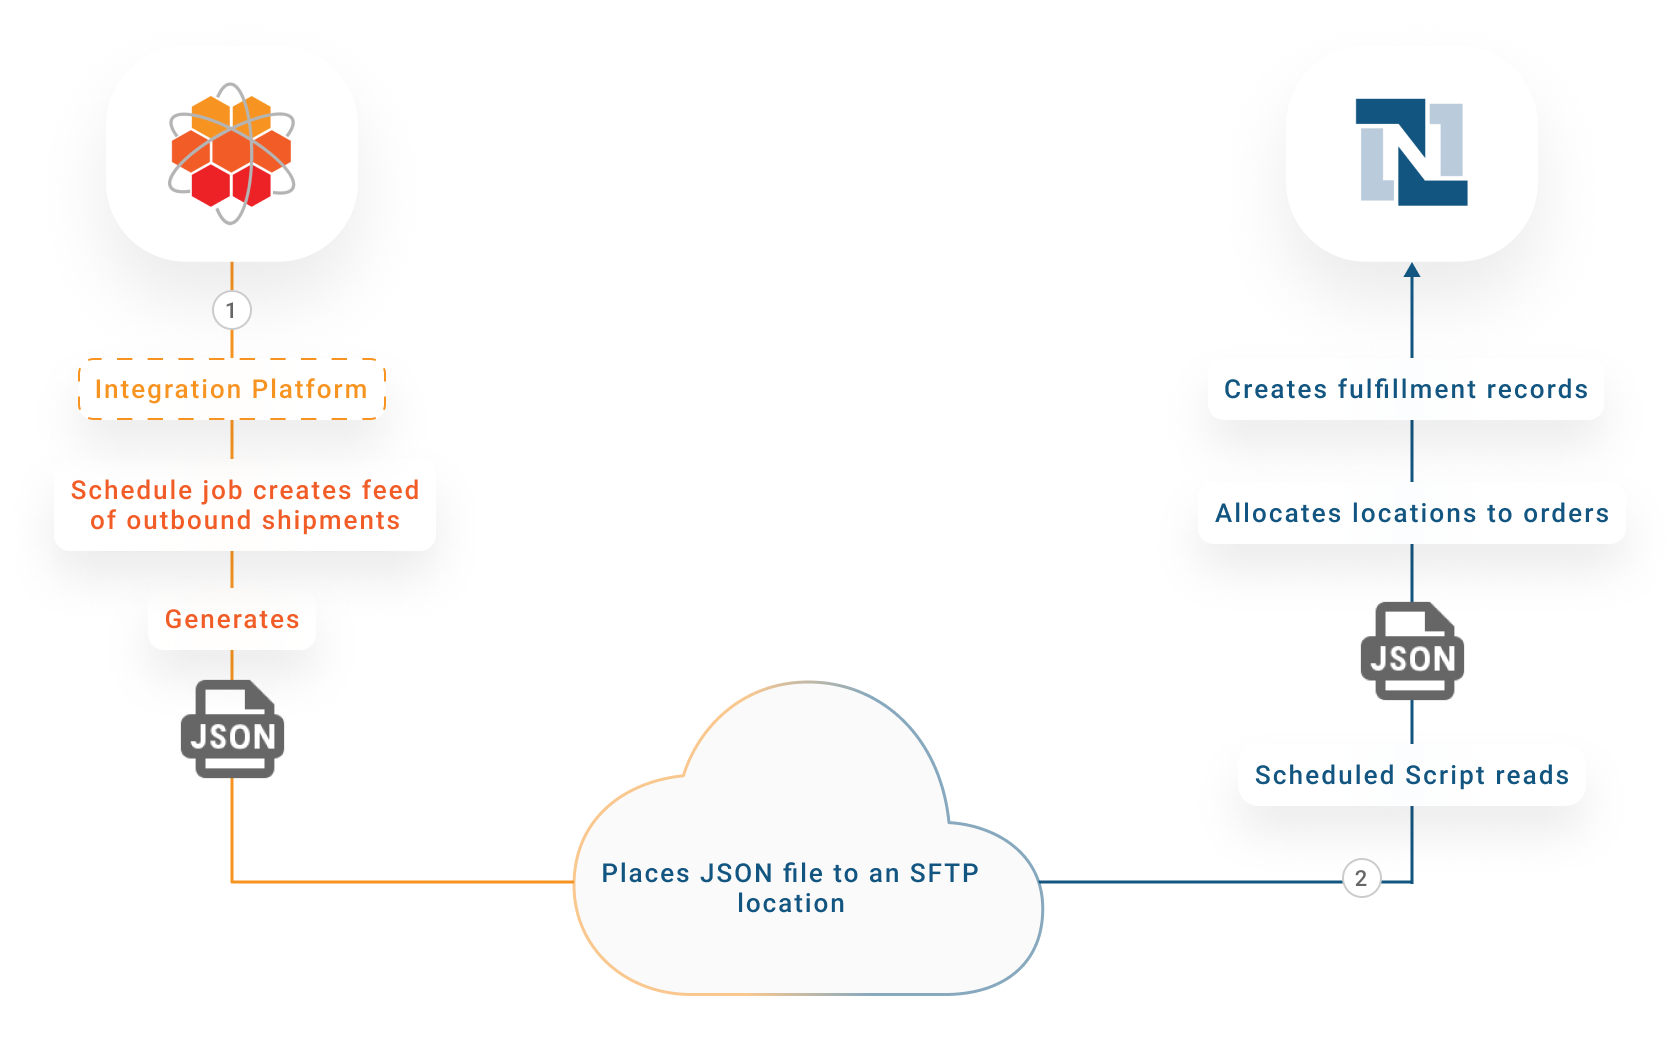 1
Integration Platform
Schedule job creates feed
of outbound shipments
Generates
JSON
Places JSON file to an SFTP
location
2
Scheduled Script reads
JSON
Allocates locations to orders
Creates fulfillment records
N